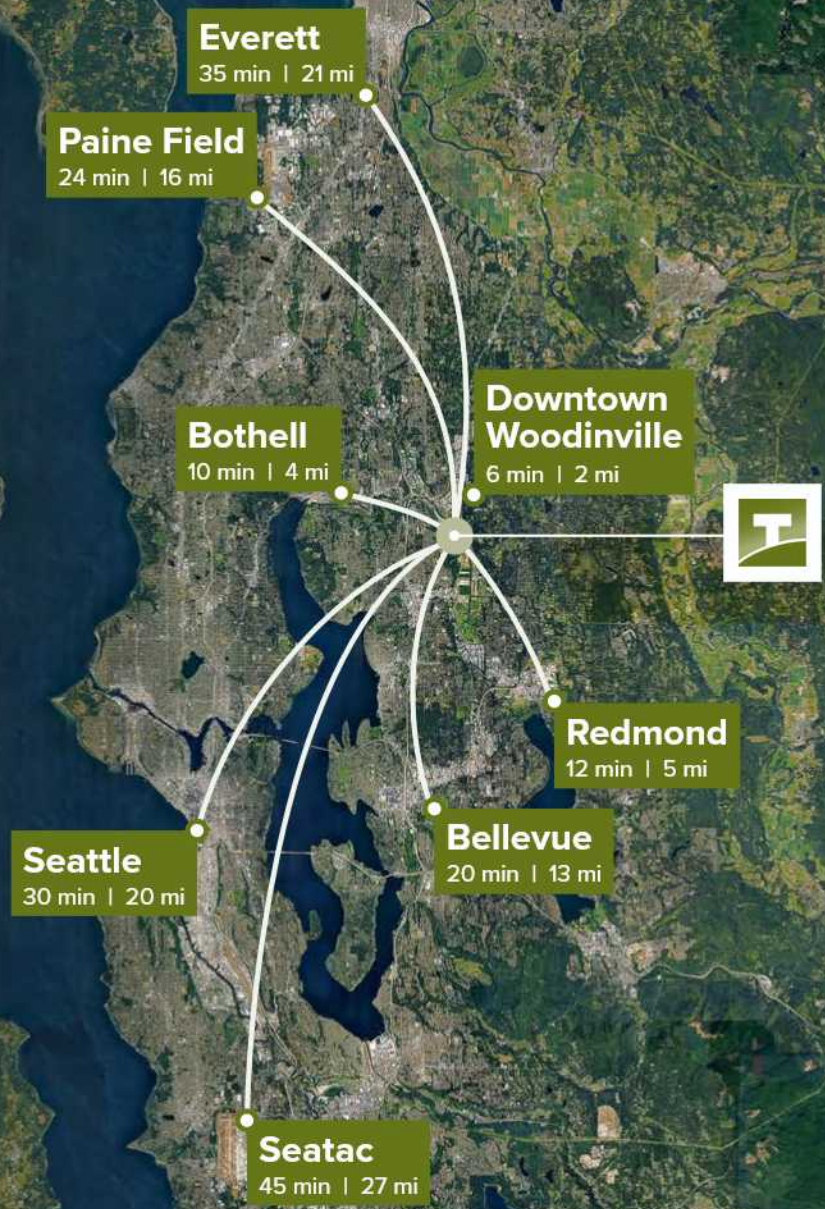 Everett
35 min | 21 mi
Paine Field
24 min | 16 mi
Downtown
Woodinville
6 min | 2 mi
Bothell
10 min | 4 mi
T
Redmond
12 min | 5 mi
Bellevue
20 min | 13 mi
Seattle
30 min | 20 mi
Seatac
45 min | 27 mi